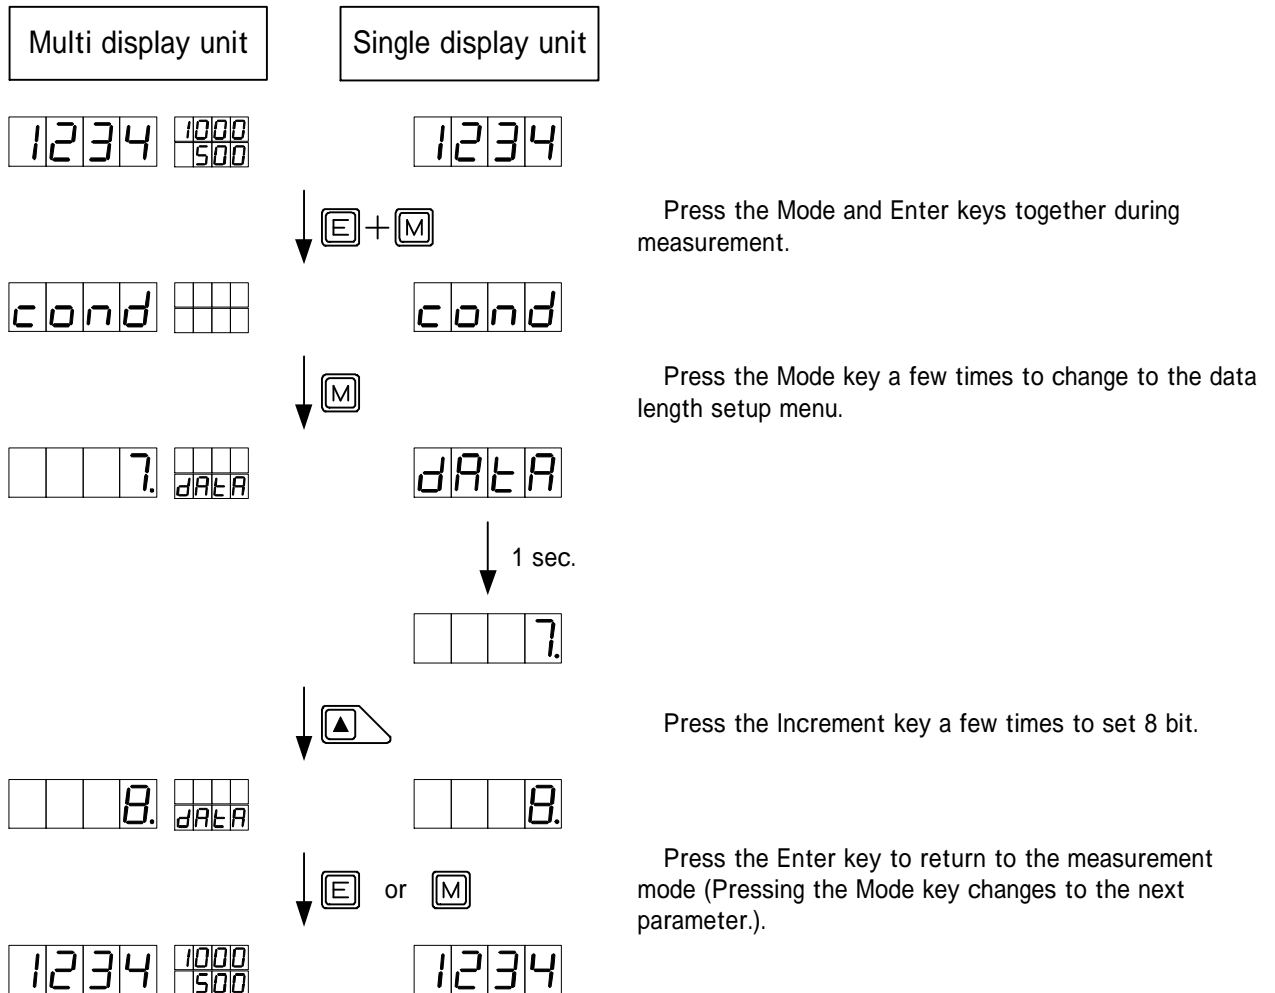 Multi display unit Single display unit
1234 1000 1234
500
E + M Press the Mode and Enter keys together during
measurement.
cond cond
M Press the Mode key a few times to change to the data
length setup menu.
7. dAtA dAtA
1 sec.
7.
▲ Press the Increment key a few times to set 8 bit.
8. dAtA 8.
E or M Press the Enter key to return to the measurement
mode (Pressing the Mode key changes to the next
parameter.).
1234 1000 1234
500